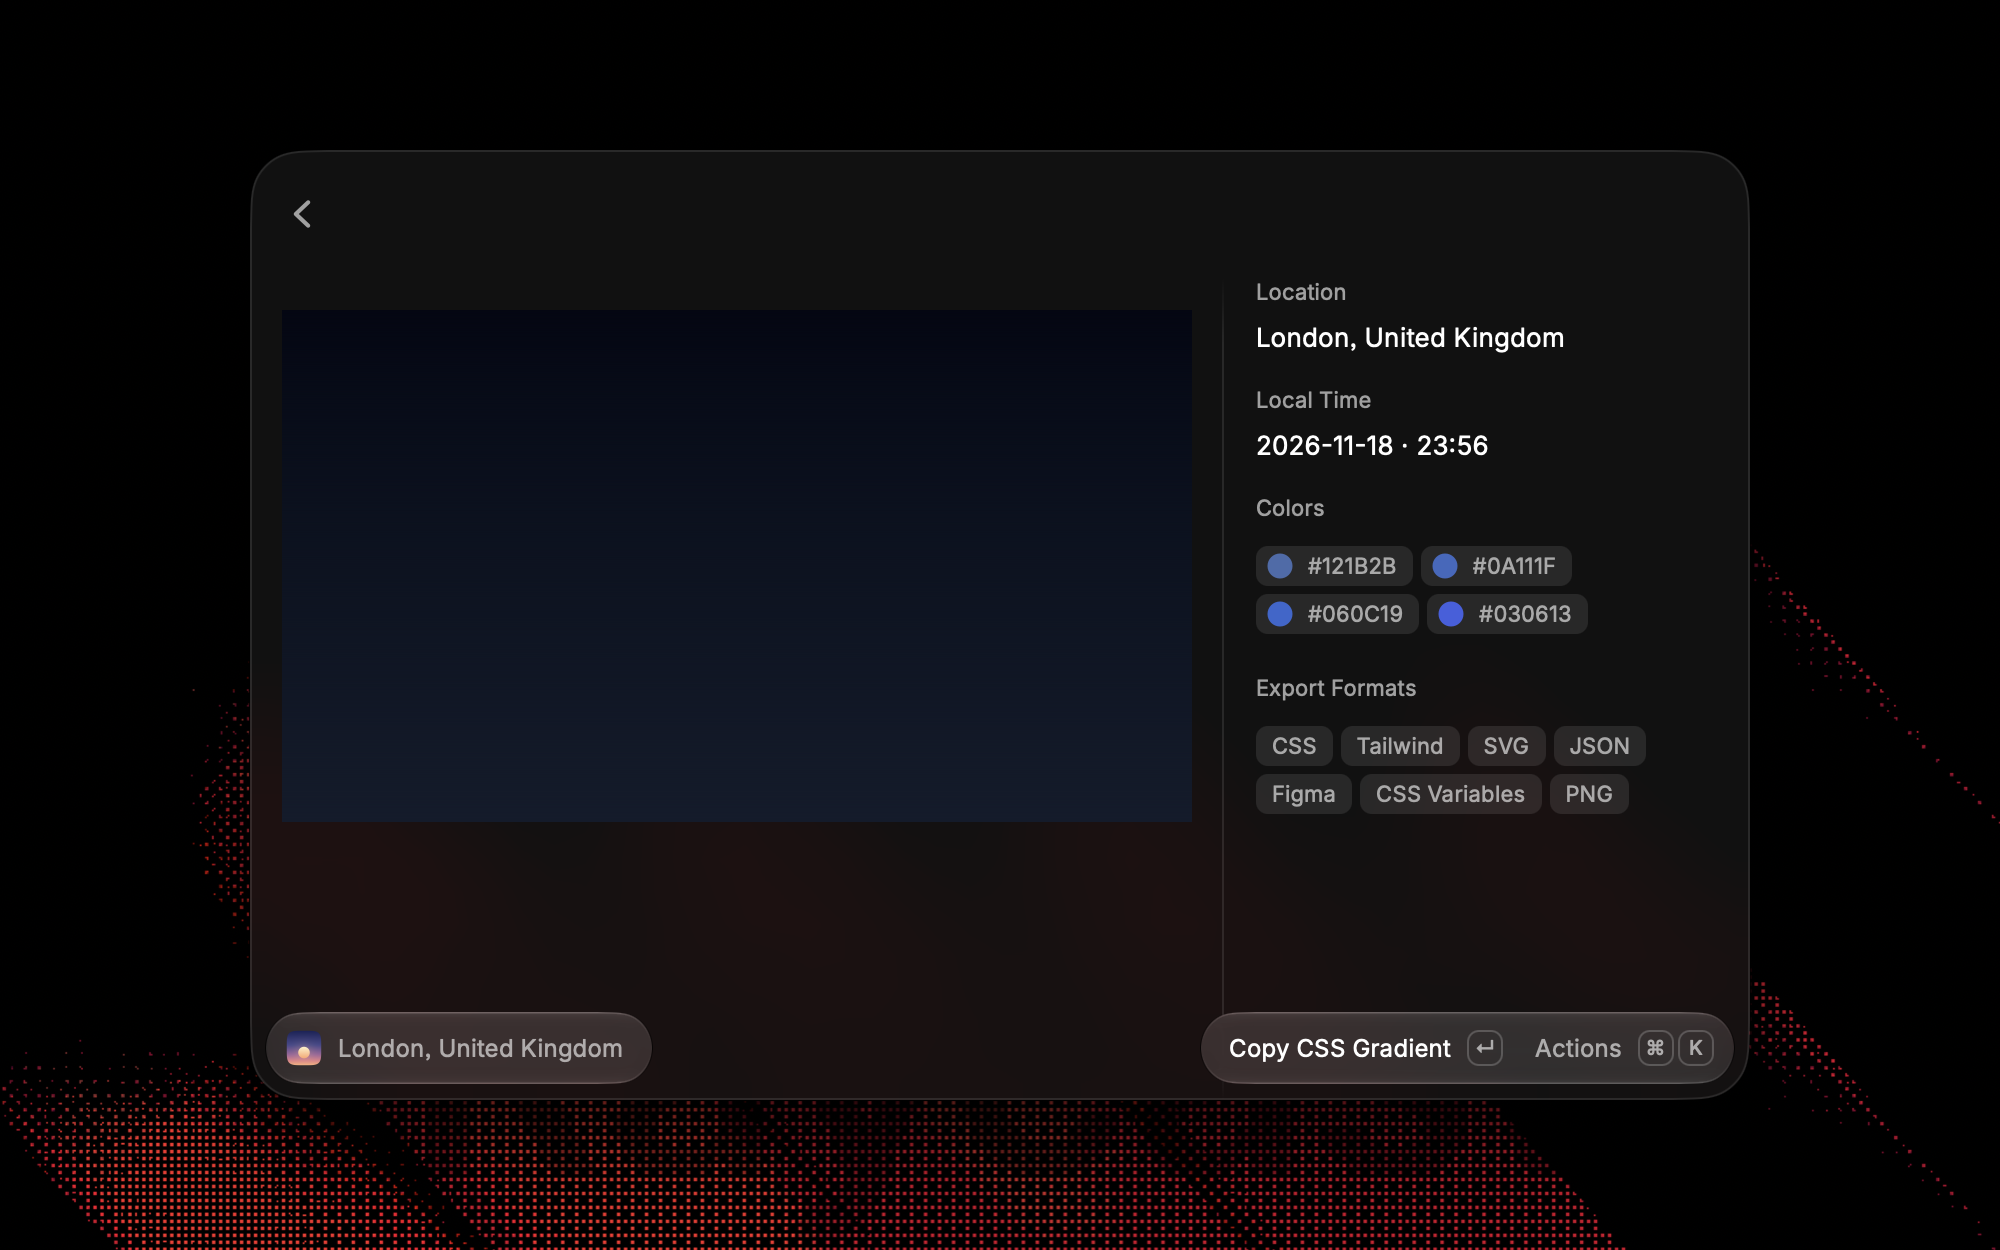 Location
London, United Kingdom
Local Time
2026-11-18 · 23:56
Colors
#121B2B #0A111F
#060C19 #030613
Export Formats
CSS Tailwind SVG JSON
Figma CSS Variables PNG
London, United Kingdom
Copy CSS Gradient ↵ Actions ⌘ K